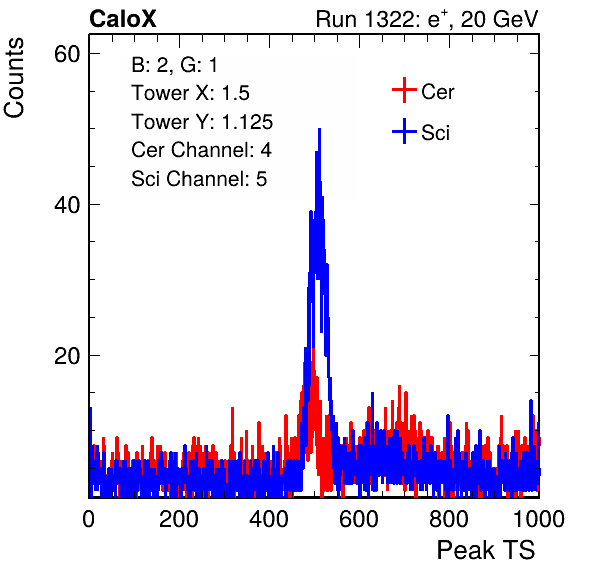 CaloX Run 1322: e⁺, 20 GeV
Counts
60
40
20
B: 2, G: 1
Tower X: 1.5
Tower Y: 1.125
Cer Channel: 4
Sci Channel: 5
Cer
Sci
0 200 400 600 800 1000
Peak TS